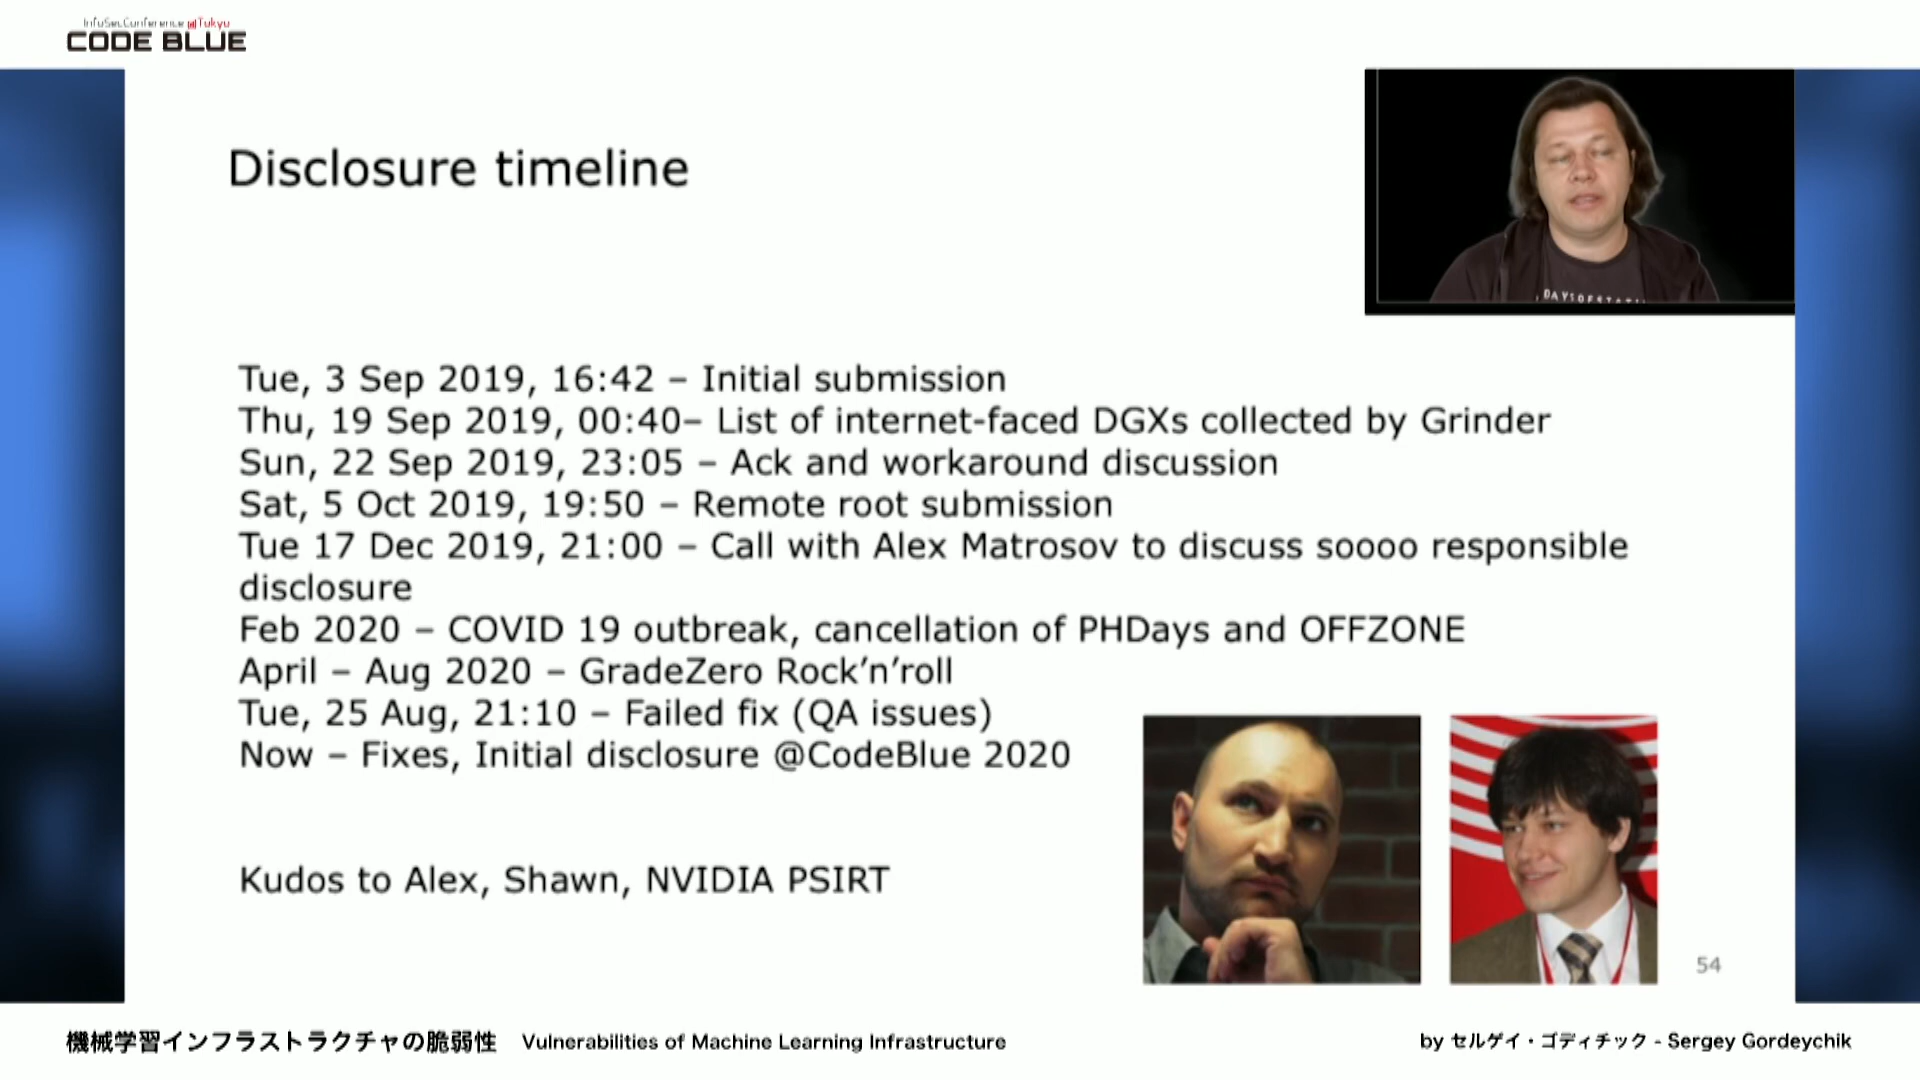 InfoSecConference @Tokyo
CODE BLUE
Disclosure timeline
Tue, 3 Sep 2019, 16:42 – Initial submission
Thu, 19 Sep 2019, 00:40– List of internet-faced DGXs collected by Grinder
Sun, 22 Sep 2019, 23:05 – Ack and workaround discussion
Sat, 5 Oct 2019, 19:50 – Remote root submission
Tue 17 Dec 2019, 21:00 – Call with Alex Matrosov to discuss soooo responsible
disclosure
Feb 2020 – COVID 19 outbreak, cancellation of PHDays and OFFZONE
April – Aug 2020 – GradeZero Rock’n’roll
Tue, 25 Aug, 21:10 – Failed fix (QA issues)
Now – Fixes, Initial disclosure @CodeBlue 2020
Kudos to Alex, Shawn, NVIDIA PSIRT
54
機械学習インフラストラクチャの脆弱性 Vulnerabilities of Machine Learning Infrastructure
by セルゲイ・ゴディチック - Sergey Gordeychik